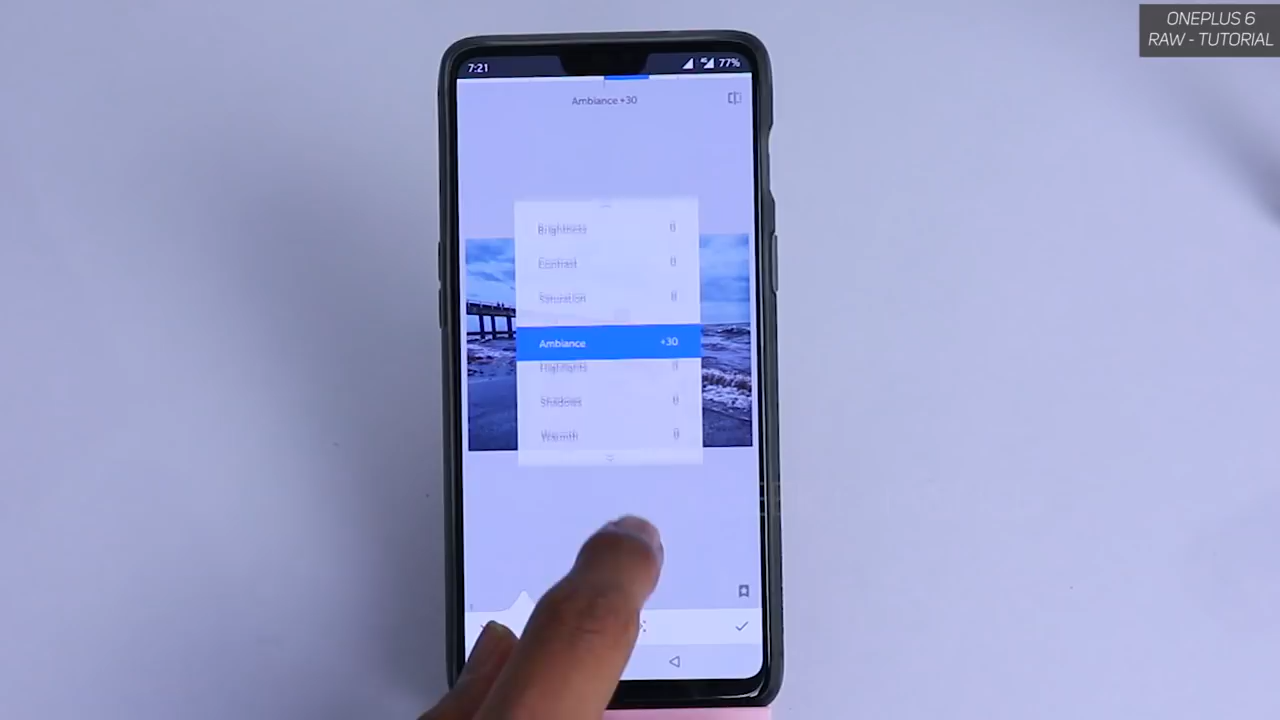 ONEPLUS 6
RAW - TUTORIAL
7:21
77%
Ambiance +30
Brightness 0
Contrast 0
Saturation 0
Ambiance +30
Highlights 0
Shadows 0
Warmth 0